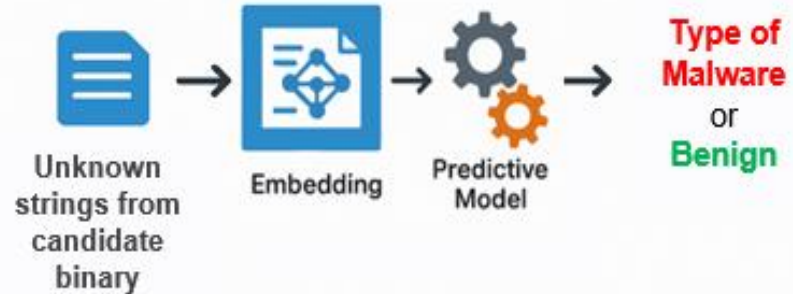 Unknown
strings from
candidate
binary
Embedding
Predictive
Model
Type of
Malware
or
Benign